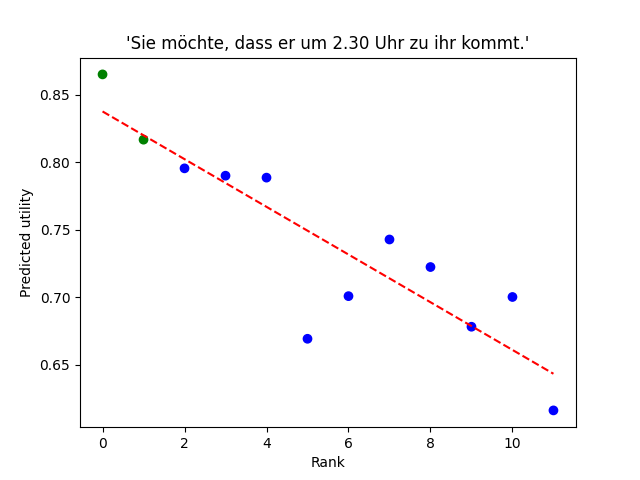 'Sie möchte, dass er um 2.30 Uhr zu ihr kommt.'
0.85
0.80
0.75
0.70
0.65
Predicted utility
0 2 4 6 8 10
Rank